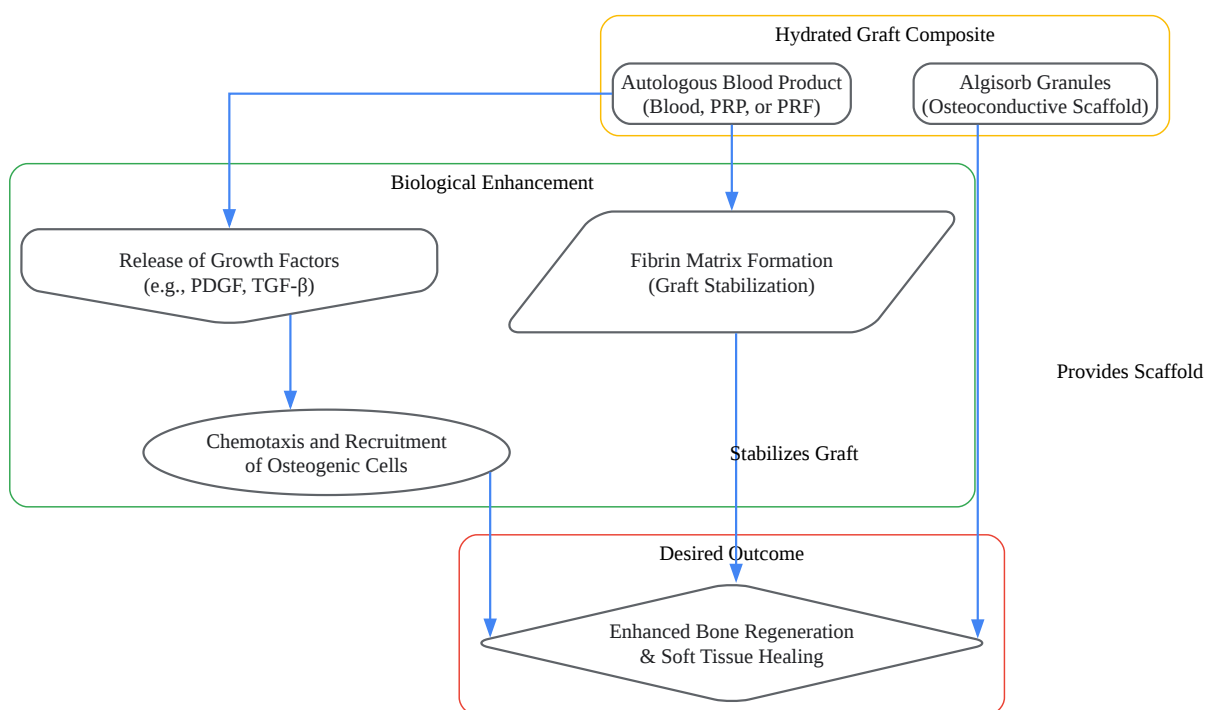 Hydrated Graft Composite
Autologous Blood Product
(Blood, PRP, or PRF)
Algisorb Granules
(Osteoconductive Scaffold)
Biological Enhancement
Release of Growth Factors
(e.g., PDGF, TGF-β)
Fibrin Matrix Formation
(Graft Stabilization)
Provides Scaffold
Chemotaxis and Recruitment
of Osteogenic Cells
Stabilizes Graft
Desired Outcome
Enhanced Bone Regeneration
& Soft Tissue Healing